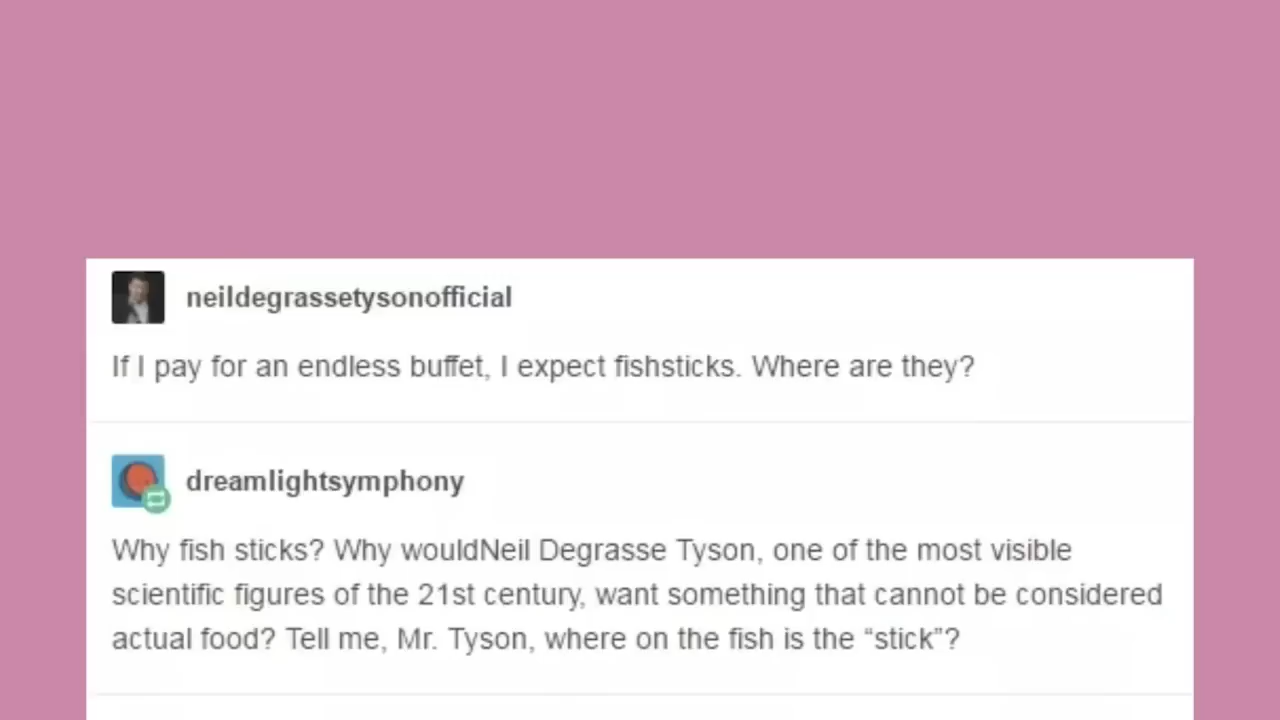 neildegrassetysonofficial
If I pay for an endless buffet, I expect fishsticks. Where are they?
dreamlightsymphony
Why fish sticks? Why wouldNeil Degrasse Tyson, one of the most visible
scientific figures of the 21st century, want something that cannot be considered
actual food? Tell me, Mr. Tyson, where on the fish is the “stick”?